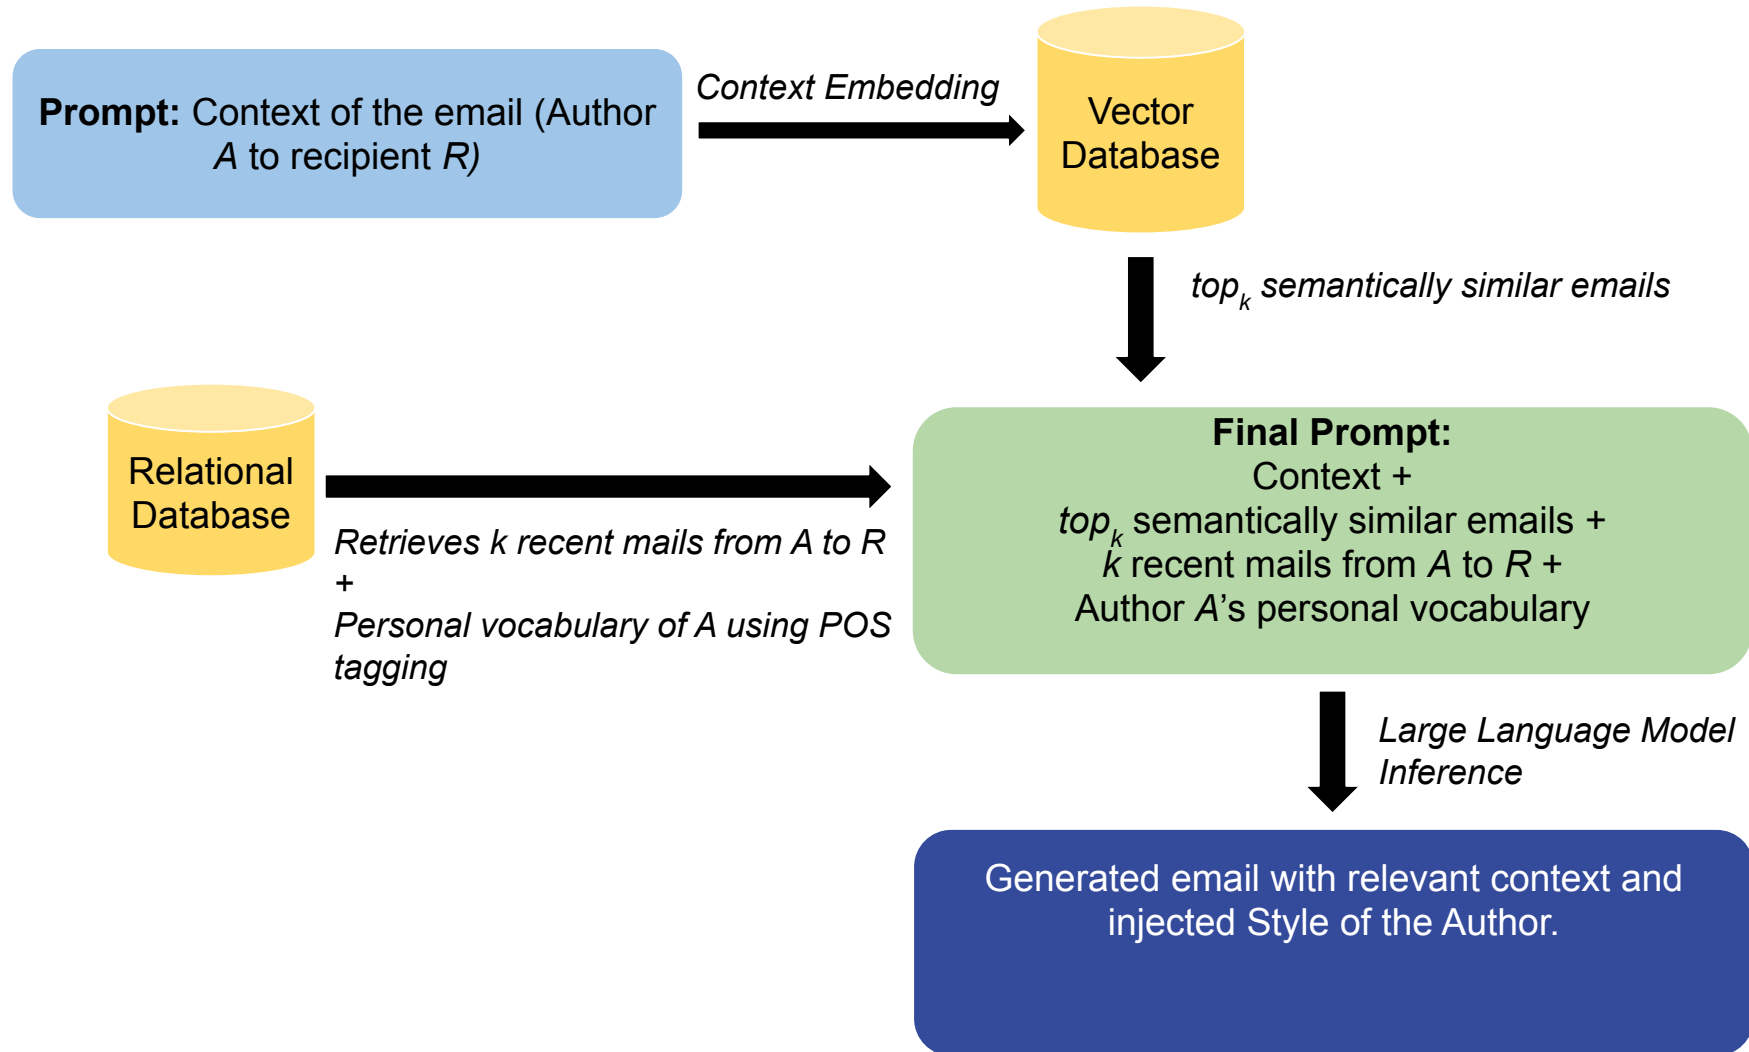 Prompt: Context of the email (Author
A to recipient R)
Context Embedding
Vector
Database
top_k semantically similar emails
Relational
Database
Retrieves k recent mails from A to R
+
Personal vocabulary of A using POS
tagging
Final Prompt:
Context +
top_k semantically similar emails +
k recent mails from A to R +
Author A’s personal vocabulary
Large Language Model
Inference
Generated email with relevant context and
injected Style of the Author.